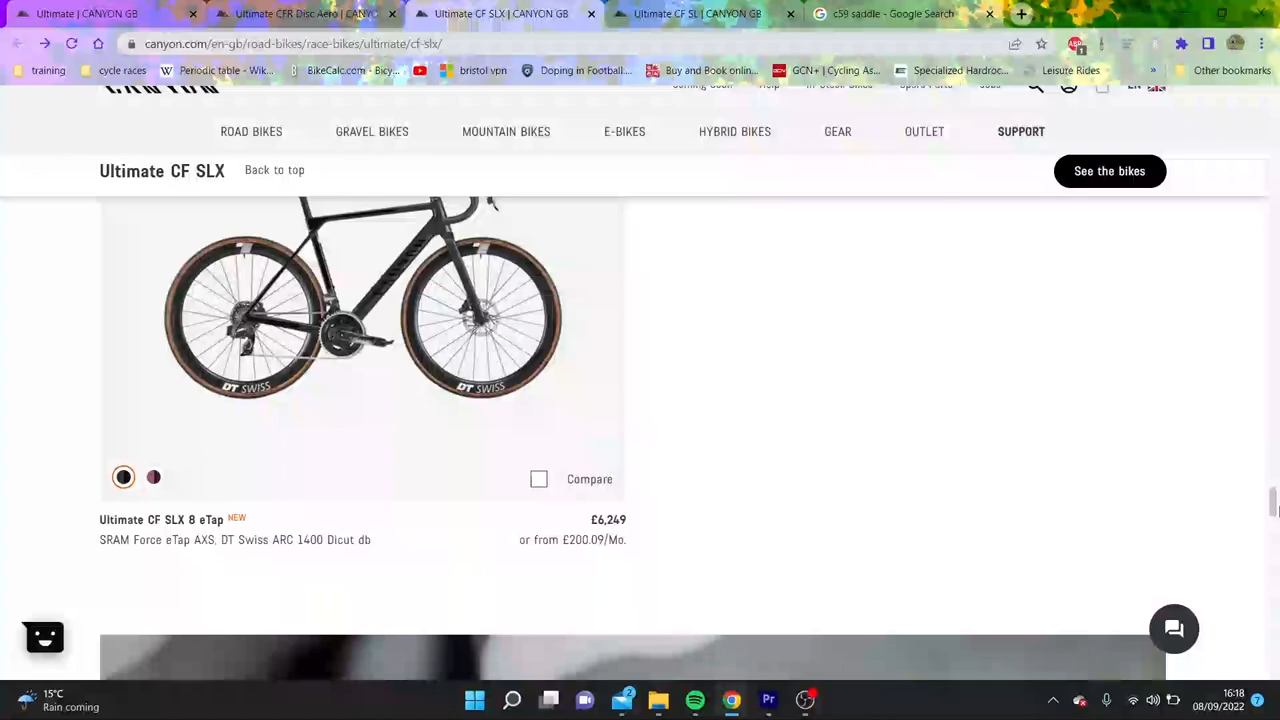 Ultimate | CANYON GB
Ultimate CFR Disc Aero | CANYO
Ultimate CF SLX | CANYON GB
Ultimate CF SL | CANYON GB
c59 saddle - Google Search
canyon.com/en-gb/road-bikes/race-bikes/ultimate/cf-slx/
training
cycle races
Periodic table - Wik...
BikeCalc.com - Bicy...
bristol vpn
Doping in Football....
Buy and Book onlin...
GCN+ | Cycling As...
Specialized Hardroc...
Leisure Rides
»
Other bookmarks
CANYON
Coming Soon
Help
In-Stock Bikes
Spare Parts
Jobs
EN
ROAD BIKES
GRAVEL BIKES
MOUNTAIN BIKES
E-BIKES
HYBRID BIKES
GEAR
OUTLET
SUPPORT
Ultimate CF SLX
Back to top
See the bikes
CANYON
DT SWISS
DT SWISS
Compare
Ultimate CF SLX 8 eTap NEW
£6,249
SRAM Force eTap AXS, DT Swiss ARC 1400 Dicut db
or from £200.09/Mo.
15°C
Rain coming
2
Pr
16:18
08/09/2022
7